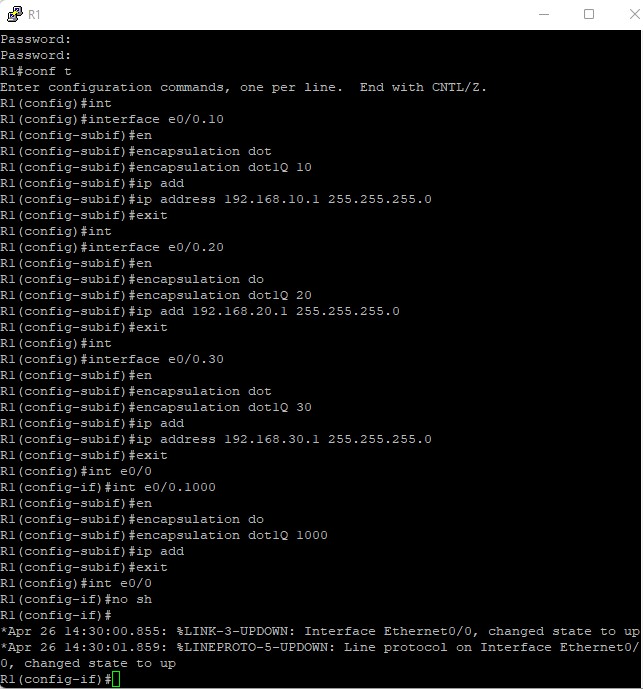 R1
Password:
Password:
R1#conf t
Enter configuration commands, one per line.  End with CNTL/Z.
R1(config)#int
R1(config)#interface e0/0.10
R1(config-subif)#en
R1(config-subif)#encapsulation dot
R1(config-subif)#encapsulation dot1Q 10
R1(config-subif)#ip add
R1(config-subif)#ip address 192.168.10.1 255.255.255.0
R1(config-subif)#exit
R1(config)#int
R1(config)#interface e0/0.20
R1(config-subif)#en
R1(config-subif)#encapsulation do
R1(config-subif)#encapsulation dot1Q 20
R1(config-subif)#ip add 192.168.20.1 255.255.255.0
R1(config-subif)#exit
R1(config)#int
R1(config)#interface e0/0.30
R1(config-subif)#en
R1(config-subif)#encapsulation dot
R1(config-subif)#encapsulation dot1Q 30
R1(config-subif)#ip add
R1(config-subif)#ip address 192.168.30.1 255.255.255.0
R1(config-subif)#exit
R1(config)#int e0/0
R1(config-if)#int e0/0.1000
R1(config-subif)#en
R1(config-subif)#encapsulation do
R1(config-subif)#encapsulation dot1Q 1000
R1(config-subif)#ip add
R1(config-subif)#exit
R1(config)#int e0/0
R1(config-if)#no sh
R1(config-if)#
*Apr 26 14:30:00.855: %LINK-3-UPDOWN: Interface Ethernet0/0, changed state to up
*Apr 26 14:30:01.859: %LINEPROTO-5-UPDOWN: Line protocol on Interface Ethernet0/
0, changed state to up
R1(config-if)#